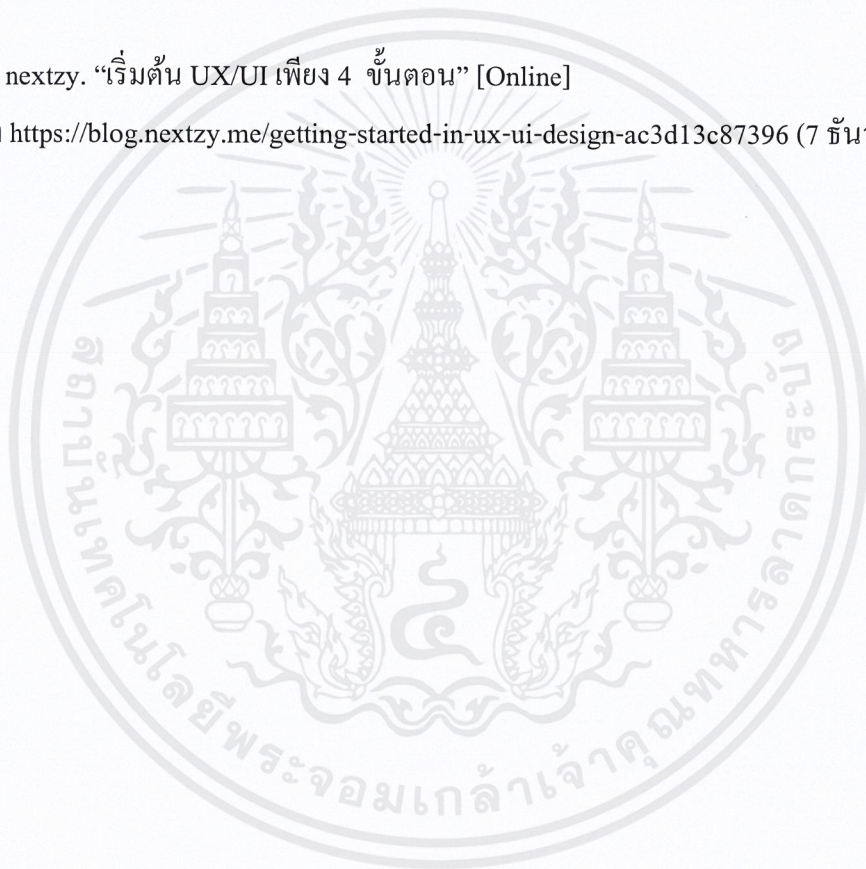 nextzy. “เริ่มต้น UX/UI เพียง 4 ขั้นตอน” [Online]
https://blog.nextzy.me/getting-started-in-ux-ui-design-ac3d13c87396 (7
สถาบันเทคโนโลยีพระจอมเกล้าเจ้าคุณทหารลาดกระบัง
๔